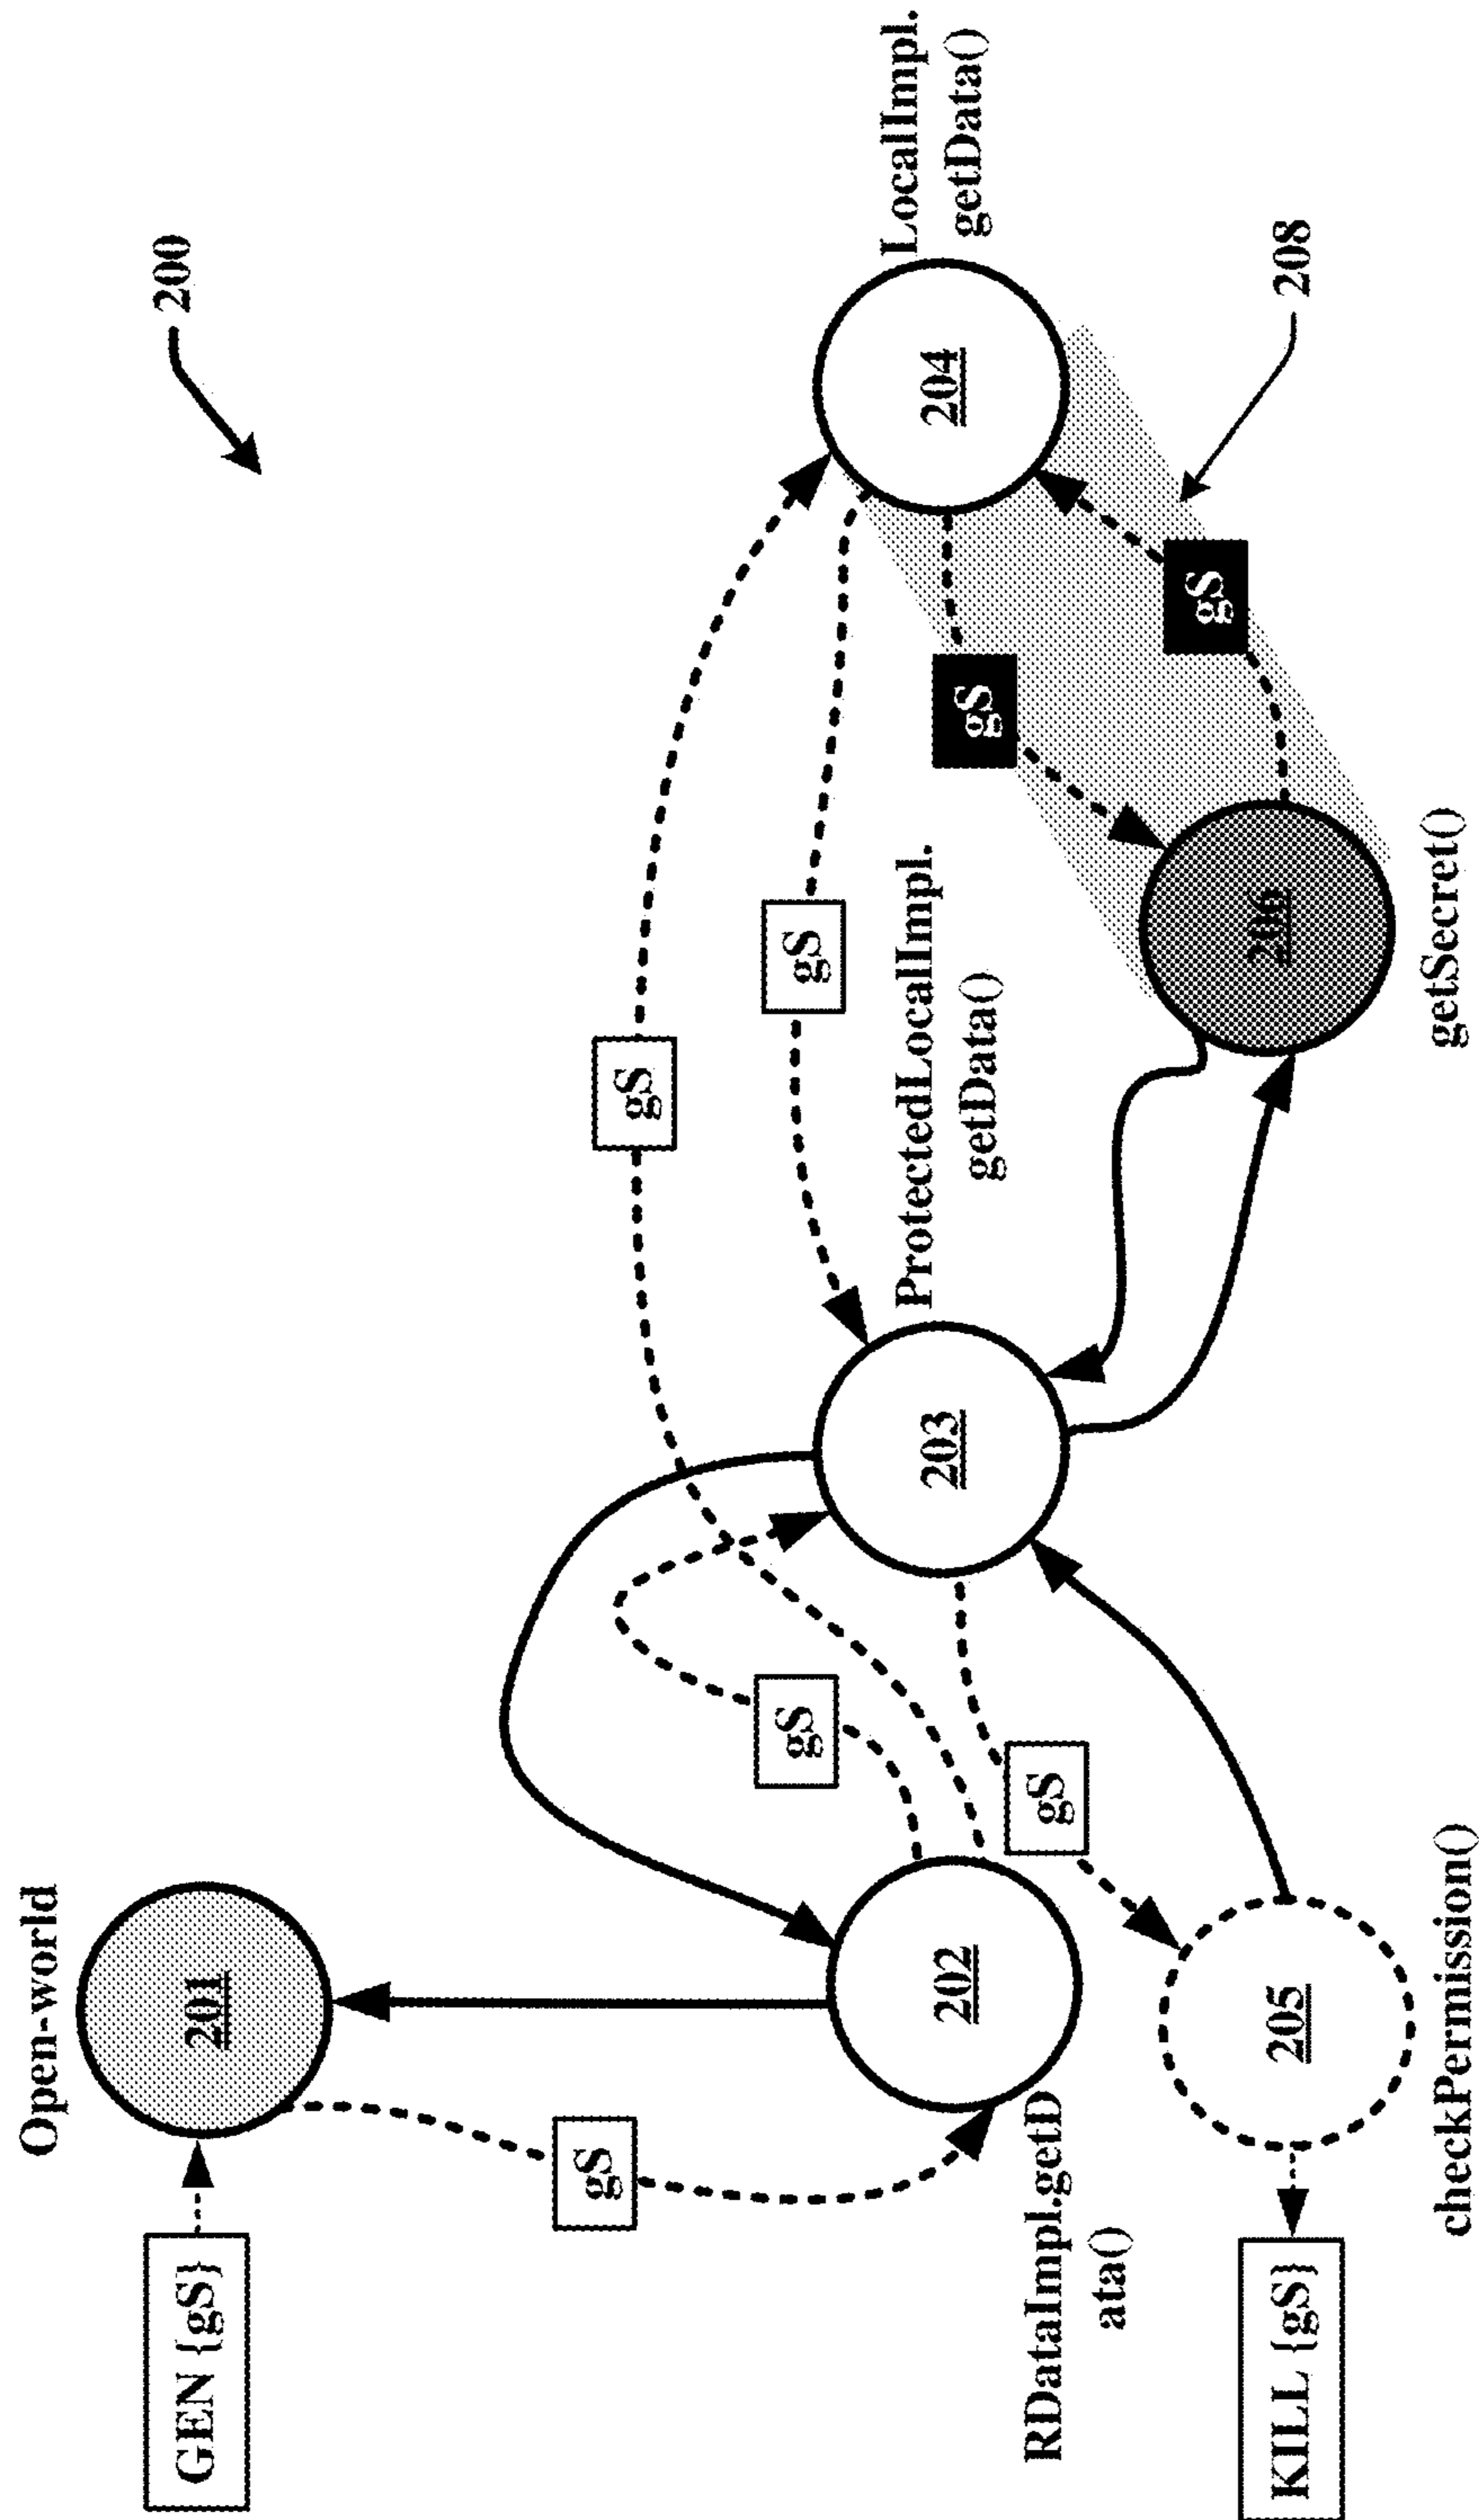 200
Open-world
GEN {gS}
201
gS
gS
gS
gS
LocalImpl.
getData()
204
ProtectedLocalImpl.
getData()
203
202
RDataImpl.getD
ata()
gS
gS
gS
208
206
getSecret()
205
KILL {gS}
checkPermission()